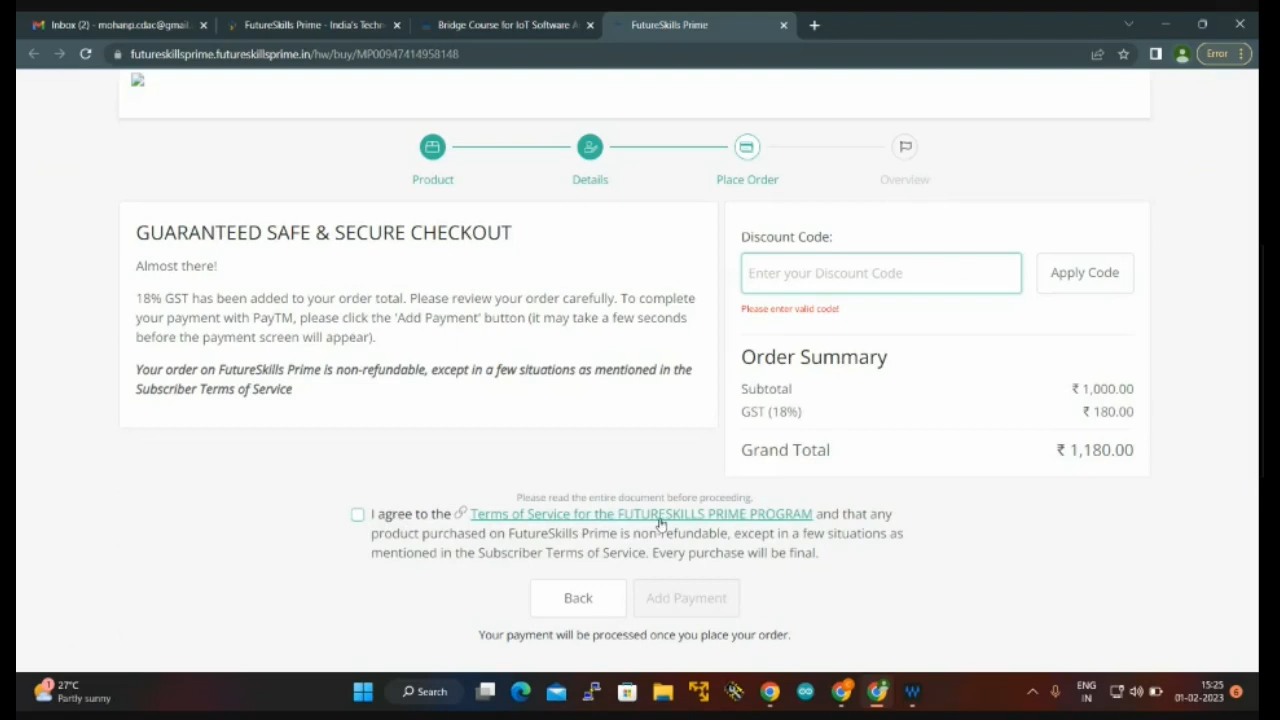 Inbox (2) - mohanp.cdac@gmail.
FutureSkills Prime - India's Techn
Bridge Course for IoT Software A
FutureSkills Prime
futureskillsprime.futureskillsprime.in/hw/buy/MP00947414958148
Error
Product
Details
Place Order
Overview
GUARANTEED SAFE & SECURE CHECKOUT
Almost there!
18% GST has been added to your order total. Please review your order carefully. To complete
your payment with PayTM, please click the 'Add Payment' button (it may take a few seconds
before the payment screen will appear).
Your order on FutureSkills Prime is non-refundable, except in a few situations as mentioned in the
Subscriber Terms of Service
Discount Code:
Enter your Discount Code
Apply Code
Please enter valid code!
Order Summary
Subtotal ₹ 1,000.00
GST (18%) ₹ 180.00
Grand Total ₹ 1,180.00
Please read the entire document before proceeding.
I agree to the Terms of Service for the FUTURESKILLS PRIME PROGRAM and that any
product purchased on FutureSkills Prime is non-refundable, except in a few situations as
mentioned in the Subscriber Terms of Service. Every purchase will be final.
Back
Add Payment
Your payment will be processed once you place your order.
1
27°C
Partly sunny
Search
ENG
IN
15:25
01-02-2023
6